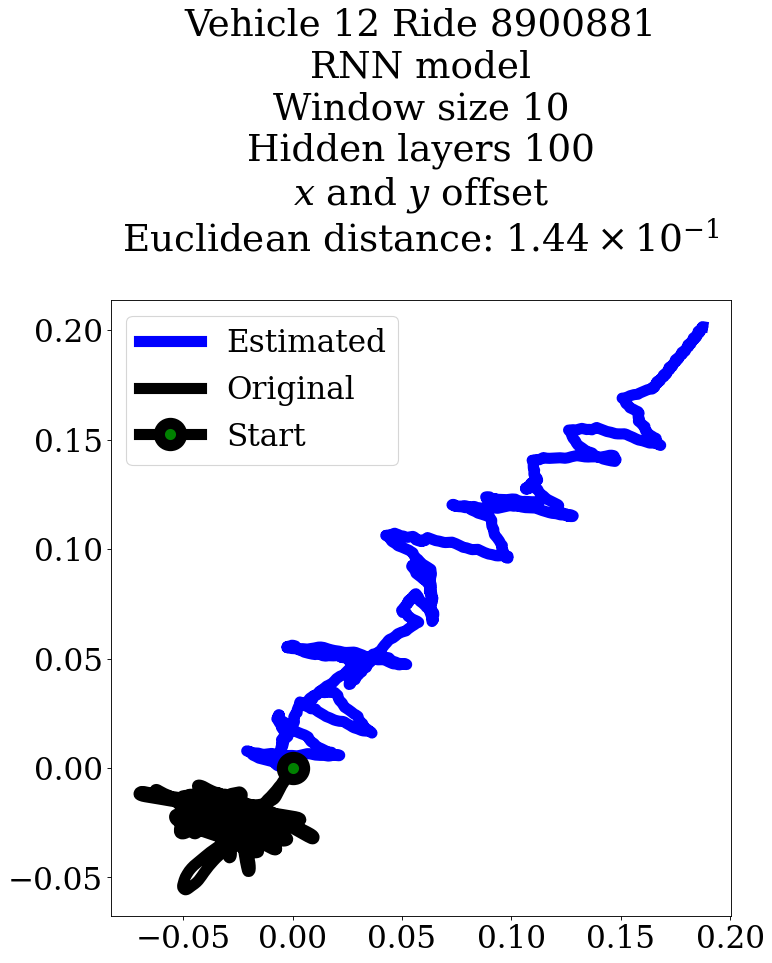 Vehicle 12 Ride 8900881
RNN model
Window size 10
Hidden layers 100
x and y offset
Euclidean distance: 1.44 × 10⁻¹
Estimated
Original
Start
0.20
0.15
0.10
0.05
0.00
−0.05
−0.05 0.00 0.05 0.10 0.15 0.20